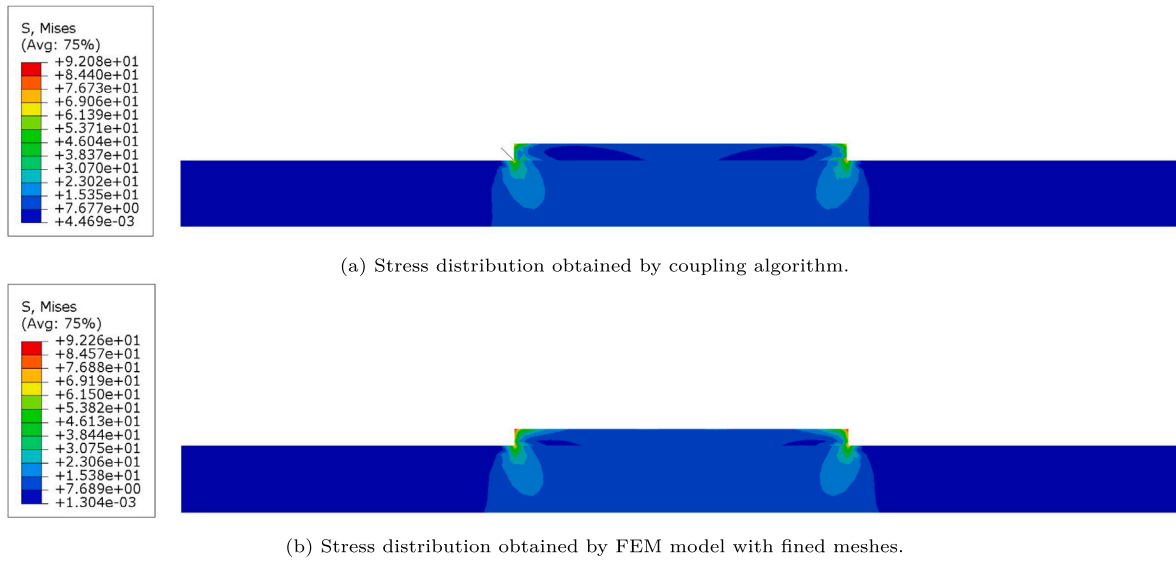 S, Mises
(Avg: 75%)
+9.208e+01
+8.440e+01
+7.673e+01
+6.906e+01
+6.139e+01
+5.371e+01
+4.604e+01
+3.837e+01
+3.070e+01
+2.302e+01
+1.535e+01
+7.677e+00
+4.469e-03
(a) Stress distribution obtained by coupling algorithm.
S, Mises
(Avg: 75%)
+9.226e+01
+8.457e+01
+7.688e+01
+6.919e+01
+6.150e+01
+5.382e+01
+4.613e+01
+3.844e+01
+3.075e+01
+2.306e+01
+1.538e+01
+7.689e+00
+1.304e-03
(b) Stress distribution obtained by FEM model with fined meshes.